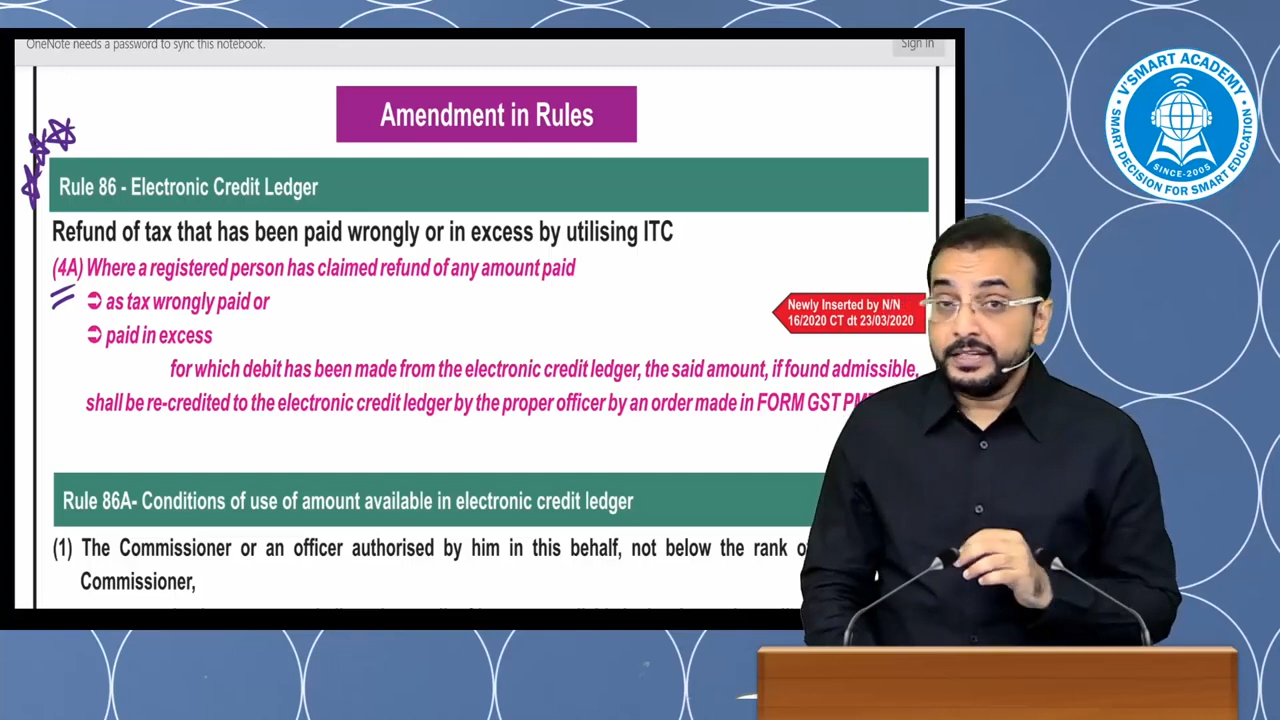 OneNote needs a password to sync this notebook.
Sign in
Amendment in Rules
Rule 86 - Electronic Credit Ledger
Refund of tax that has been paid wrongly or in excess by utilising ITC
(4A) Where a registered person has claimed refund of any amount paid
➲ as tax wrongly paid or
➲ paid in excess
Newly Inserted by N/N
16/2020 CT dt 23/03/2020
for which debit has been made from the electronic credit ledger, the said amount, if found admissible,
shall be re-credited to the electronic credit ledger by the proper officer by an order made in FORM GST
Rule 86A- Conditions of use of amount available in electronic credit ledger
(1) The Commissioner or an officer authorised by him in this behalf, not below the rank
Commissioner,
V'SMART ACADEMY
SINCE-2005
SMART DECISION FOR SMART EDUCATION